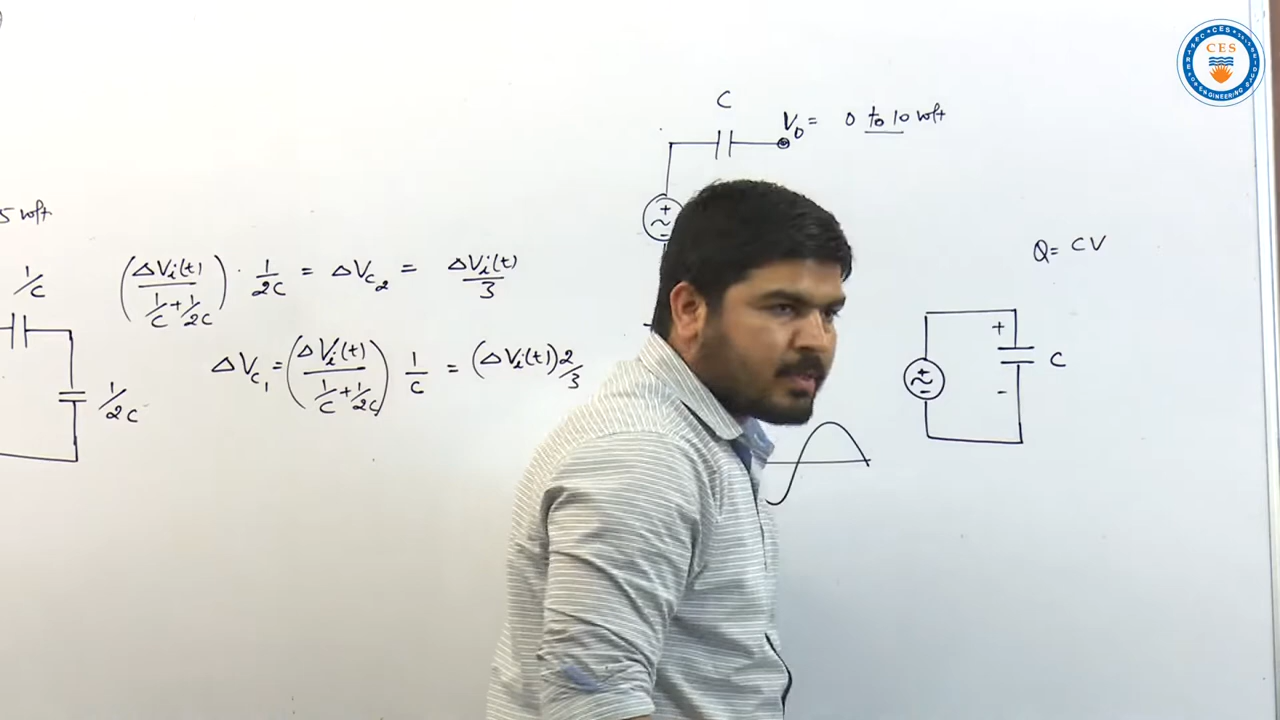 5 volt
1/C
1/2C
(ΔVi(t) / (1/C + 1/2C)) · 1/2C = ΔVC2 = ΔVi(t)/3
ΔVC1 = (ΔVi(t) / (1/C + 1/2C)) 1/C = (ΔVi(t)) 2/3
C
V0 = 0 to 10 volt
+
~
-
Q = CV
+
~
-
+
-
C
CES